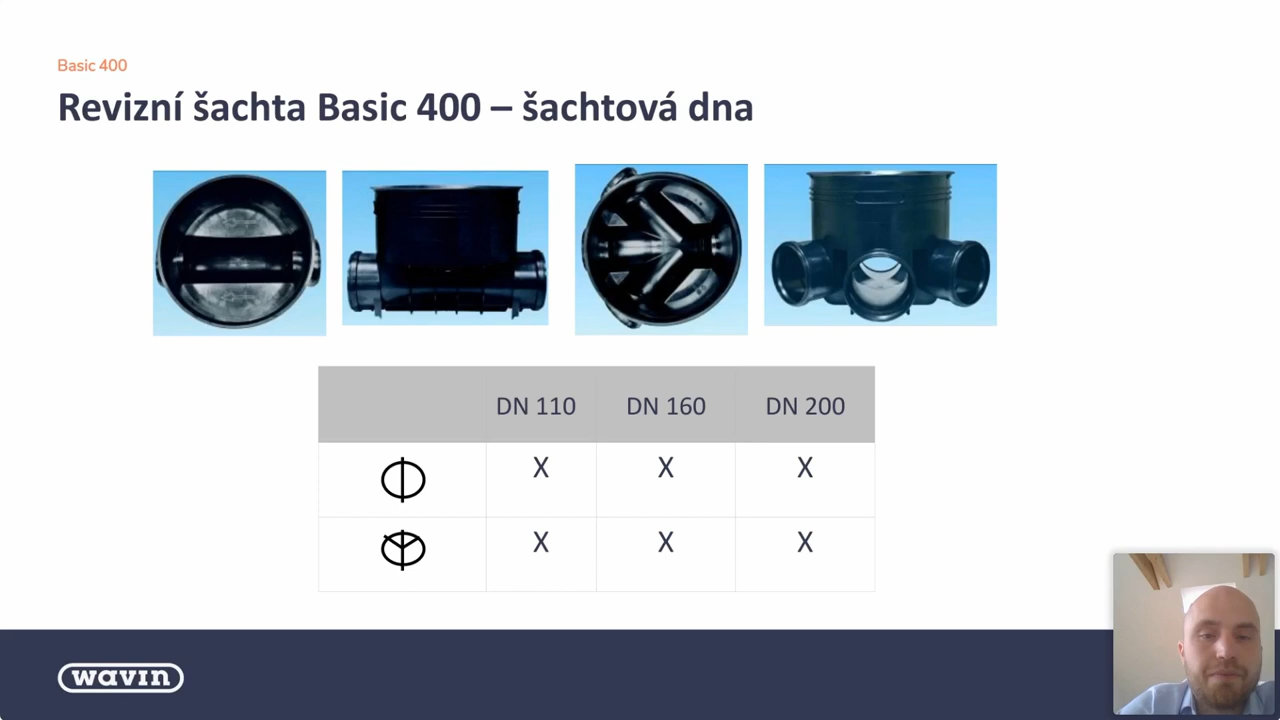 Basic 400
Revizní šachta Basic 400 – šachtová dna
DN 110 DN 160 DN 200
X X X
X X X
wavin